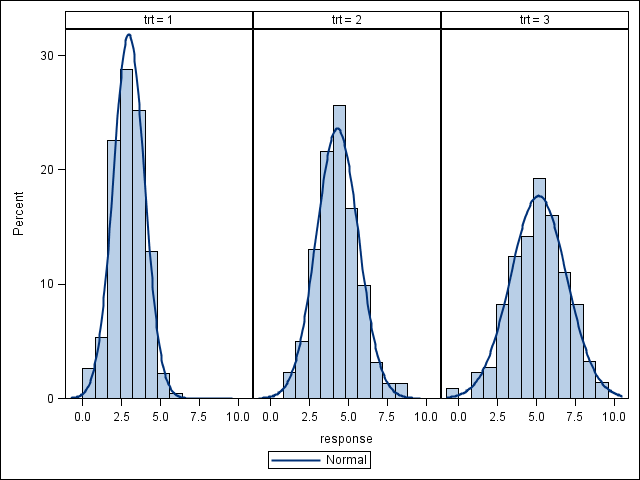 trt = 1 trt = 2 trt = 3
30
20
10
0
Percent
0.0 2.5 5.0 7.5 10.0 0.0 2.5 5.0 7.5 10.0 0.0 2.5 5.0 7.5 10.0
response
Normal